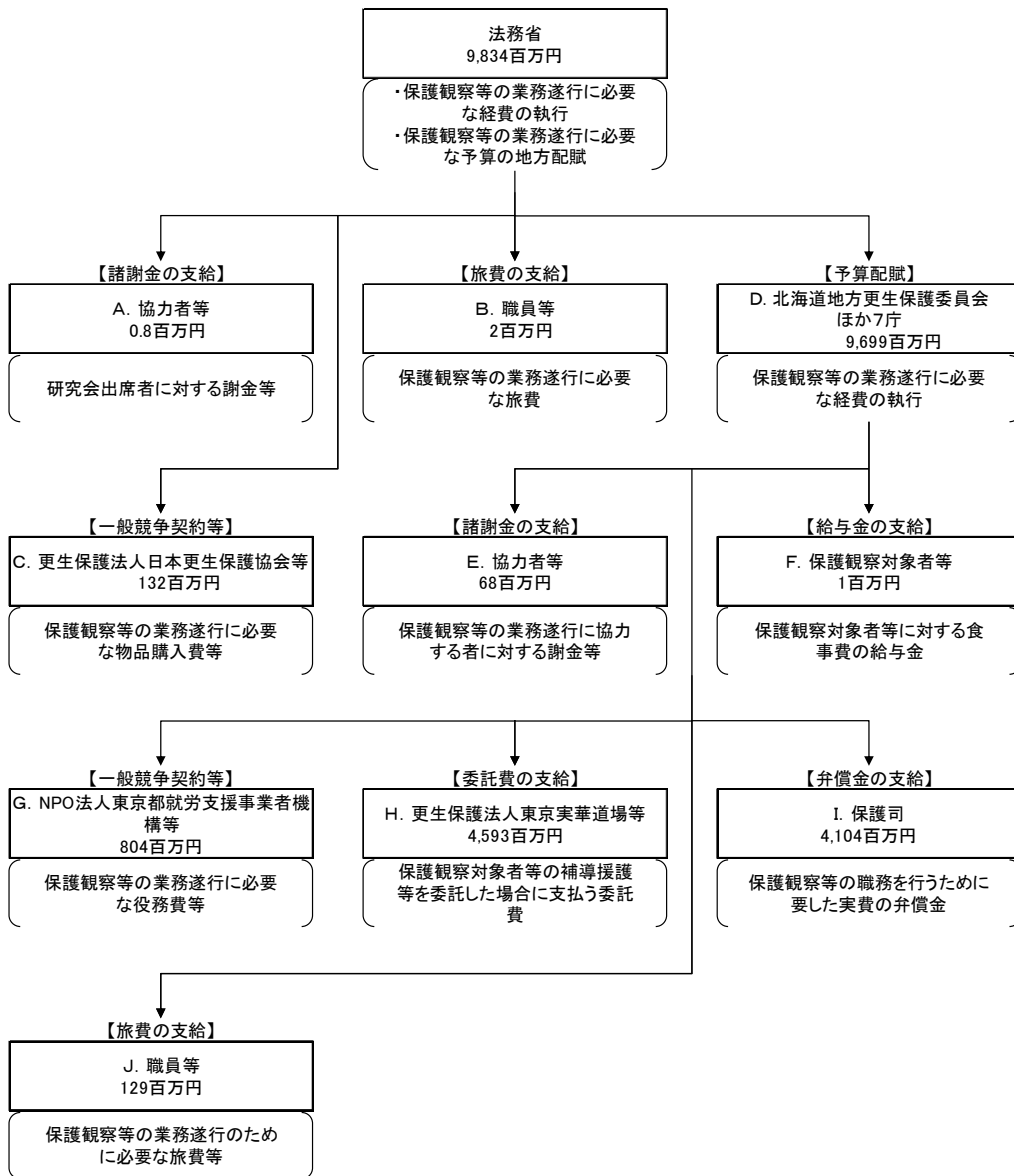 法務省
9,834百万円
・保護観察等の業務遂行に必要
な経費の執行
・保護観察等の業務遂行に必要
な予算の地方配賦
【諸謝金の支給】
A. 協力者等
0.8百万円
研究会出席者に対する謝金等
【旅費の支給】
B. 職員等
2百万円
保護観察等の業務遂行に必要
な旅費
【予算配賦】
D. 北海道地方更生保護委員会
ほか7庁
9,699百万円
保護観察等の業務遂行に必要
な経費の執行
【一般競争契約等】
C. 更生保護法人日本更生保護協会等
132百万円
保護観察等の業務遂行に必要
な物品購入費等
【諸謝金の支給】
E. 協力者等
68百万円
保護観察等の業務遂行に協力
する者に対する謝金等
【給与金の支給】
F. 保護観察対象者等
1百万円
保護観察対象者等に対する食
事費の給与金
【一般競争契約等】
G. NPO法人東京都就労支援事業者機
構等
804百万円
保護観察等の業務遂行に必要
な役務費等
【委託費の支給】
H. 更生保護法人東京実華道場等
4,593百万円
保護観察対象者等の補導援護
等を委託した場合に支払う委託
費
【弁償金の支給】
I. 保護司
4,104百万円
保護観察等の職務を行うために
要した実費の弁償金
【旅費の支給】
J. 職員等
129百万円
保護観察等の業務遂行のため
に必要な旅費等